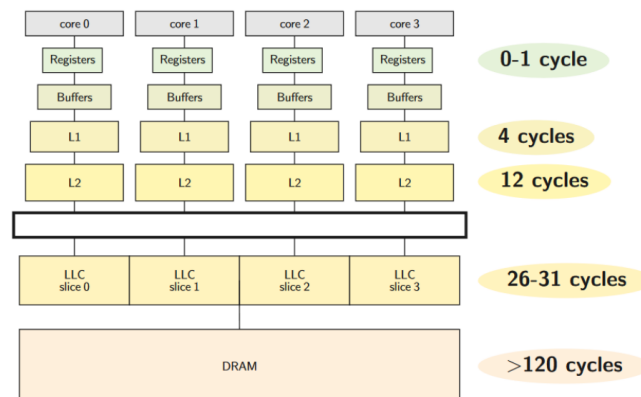 core 0 core 1 core 2 core 3
Registers Registers Registers Registers 0-1 cycle
Buffers Buffers Buffers Buffers
L1 L1 L1 L1 4 cycles
L2 L2 L2 L2 12 cycles
LLC LLC LLC LLC
slice 0 slice 1 slice 2 slice 3 26-31 cycles
DRAM >120 cycles